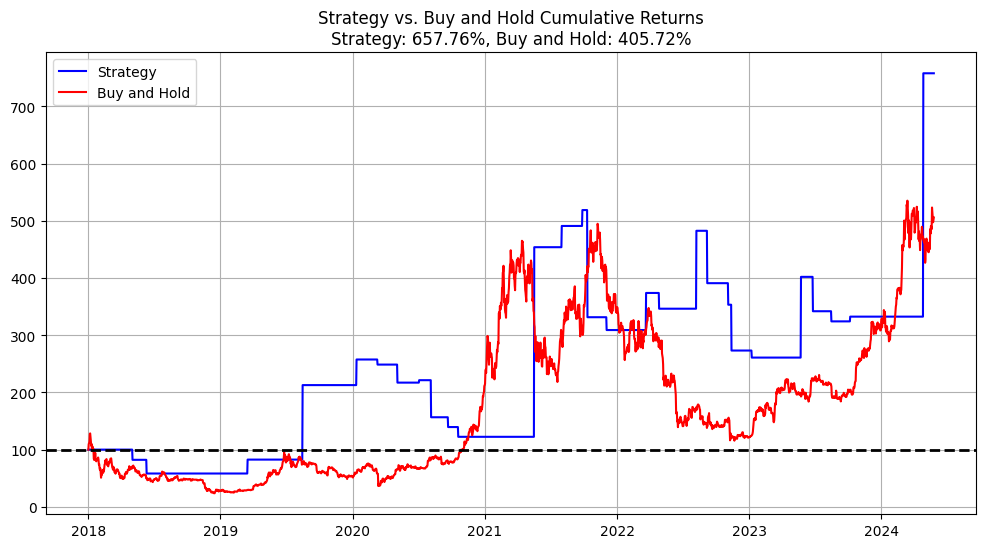 Strategy vs. Buy and Hold Cumulative Returns
Strategy: 657.76%, Buy and Hold: 405.72%
Strategy
Buy and Hold
700
600
500
400
300
200
100
0
2018 2019 2020 2021 2022 2023 2024